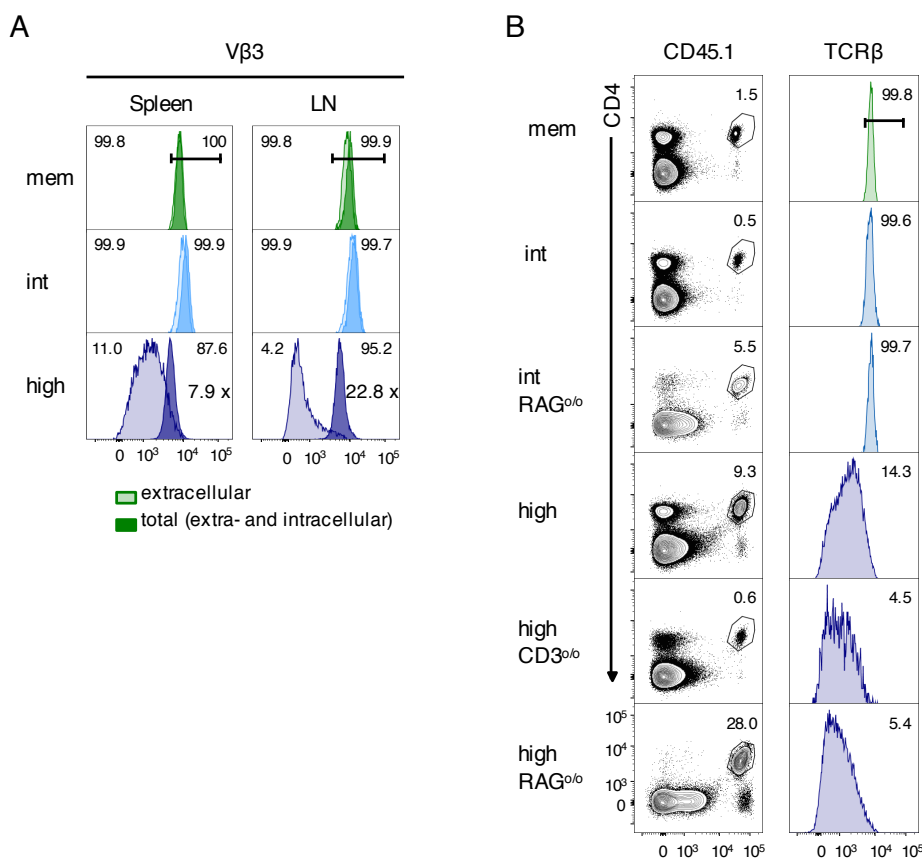 A
Vβ3
Spleen LN
mem
99.8 100
99.8 99.9
int
99.9 99.9
99.9 99.7
high
11.0 87.6
7.9 x
4.2 95.2
22.8 x
0 10³ 10⁴ 10⁵
0 10³ 10⁴ 10⁵
extracellular
total (extra- and intracellular)
B
CD45.1 TCRβ
CD4
mem
1.5
99.8
int
0.5
99.6
int
RAGo/o
5.5
99.7
high
9.3
14.3
high
CD3o/o
0.6
4.5
high
RAGo/o
28.0
5.4
10⁵
10⁴
10³
0
0 10³ 10⁴ 10⁵
0 10³ 10⁴ 10⁵